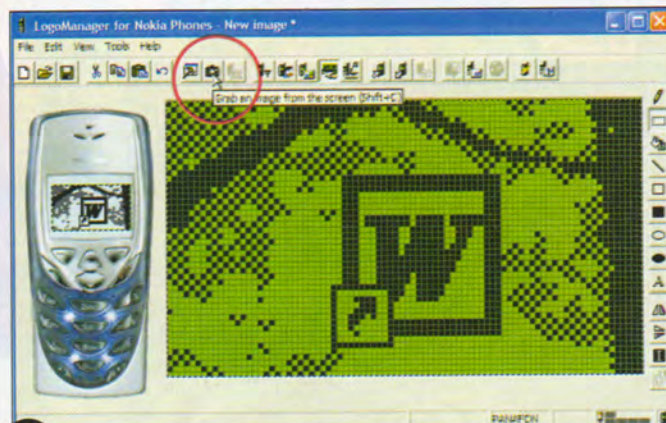 LogoManager for Nokia Phones - New image *
File Edit View Tools Help
Grab an image from the screen (Shift+C)
W
A
PANAFON